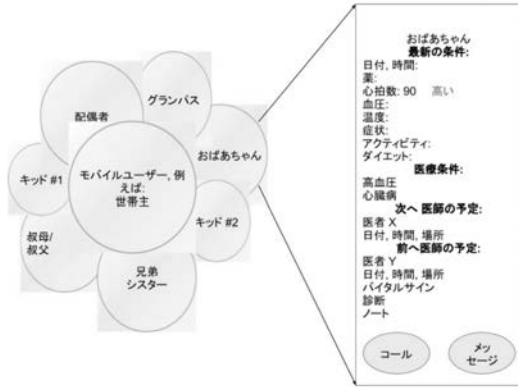 グランパス
配偶者
おばあちゃん
キッド #1
モバイルユーザー, 例
えば:
世帯主
キッド #2
叔母/
叔父
兄弟
シスター
おばあちゃん
最新の条件:
日付, 時間:
薬:
心拍数: 90 高い
血圧:
温度:
症状:
アクティビティ:
ダイエット:
医療条件:
高血圧
心臓病
次へ 医師の予定:
医者 X
日付, 時間, 場所
前へ医師の予定:
医者 Y
日付, 時間, 場所
バイタルサイン
診断
ノート
コール
メッ
セージ